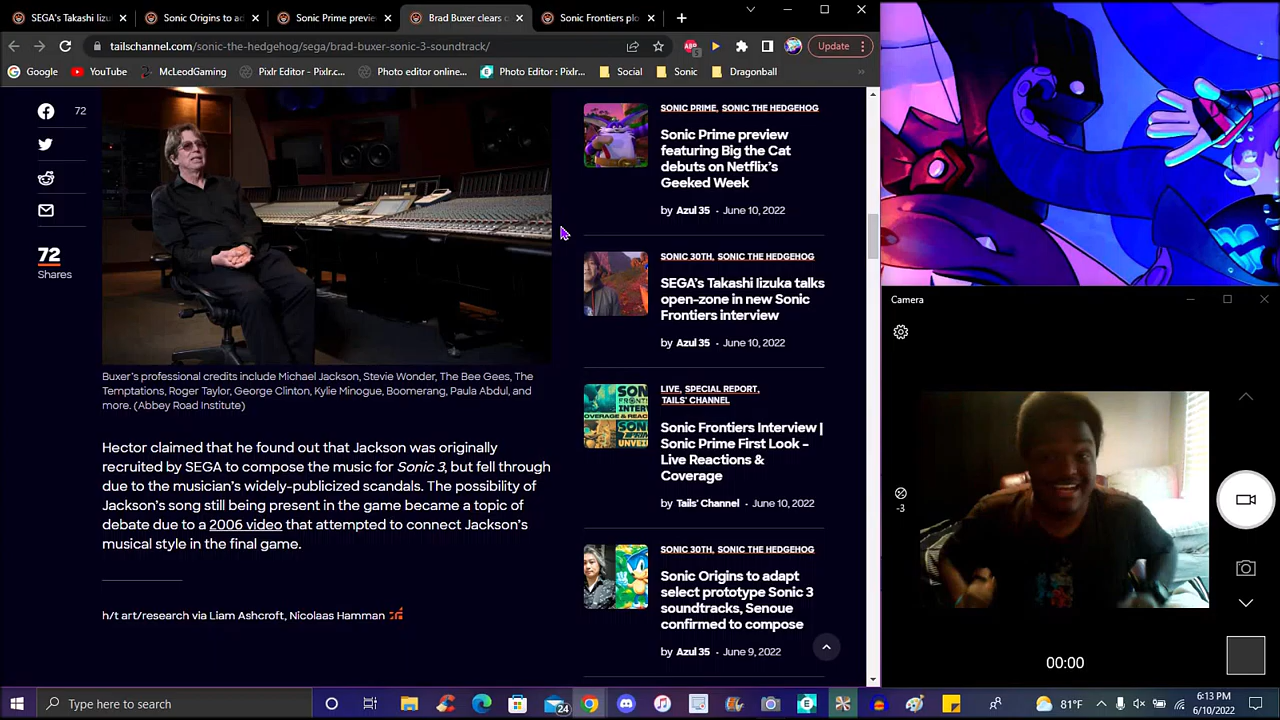 SEGA's Takashi Iizu
Sonic Origins to ad
Sonic Prime previe
Brad Buxer clears
Sonic Frontiers plo
tailschannel.com/sonic-the-hedgehog/sega/brad-buxer-sonic-3-soundtrack/
Update
Google
YouTube
McLeodGaming
Pixlr Editor - Pixlr.c...
Photo editor online...
Photo Editor : Pixlr...
Social
Sonic
Dragonball
72
72
Shares
Buxer's professional credits include Michael Jackson, Stevie Wonder, The Bee Gees, The
Temptations, Roger Taylor, George Clinton, Kylie Minogue, Boomerang, Paula Abdul, and
more. (Abbey Road Institute)
Hector claimed that he found out that Jackson was originally
recruited by SEGA to compose the music for Sonic 3, but fell through
due to the musician's widely-publicized scandals. The possibility of
Jackson's song still being present in the game became a topic of
debate due to a 2006 video that attempted to connect Jackson's
musical style in the final game.
h/t art/research via Liam Ashcroft, Nicolaas Hamman
SONIC PRIME, SONIC THE HEDGEHOG
Sonic Prime preview
featuring Big the Cat
debuts on Netflix's
Geeked Week
by Azul 35 · June 10, 2022
SONIC 30TH, SONIC THE HEDGEHOG
SEGA's Takashi Iizuka talks
open-zone in new Sonic
Frontiers interview
by Azul 35 · June 10, 2022
LIVE, SPECIAL REPORT,
TAILS' CHANNEL
Sonic Frontiers Interview |
Sonic Prime First Look –
Live Reactions &
Coverage
by Tails' Channel · June 10, 2022
SONIC 30TH, SONIC THE HEDGEHOG
Sonic Origins to adapt
select prototype Sonic 3
soundtracks, Senoue
confirmed to compose
by Azul 35 · June 9, 2022
Camera
-3
00:00
Type here to search
24
81°F
6:13 PM
6/10/2022